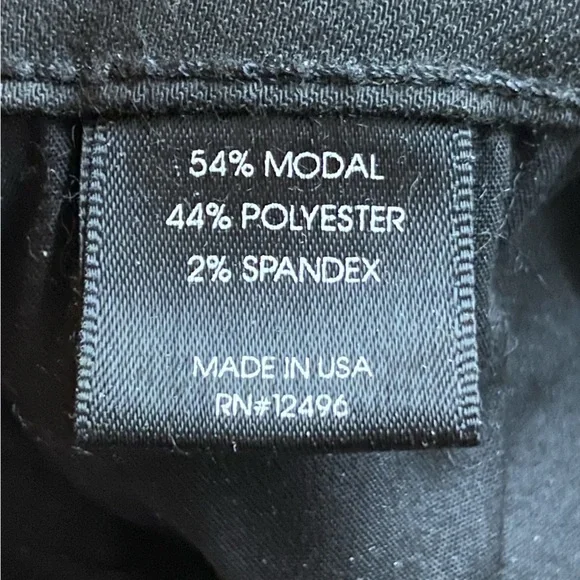 54% MODAL
44% POLYESTER
2% SPANDEX
MADE IN USA
RN#12496